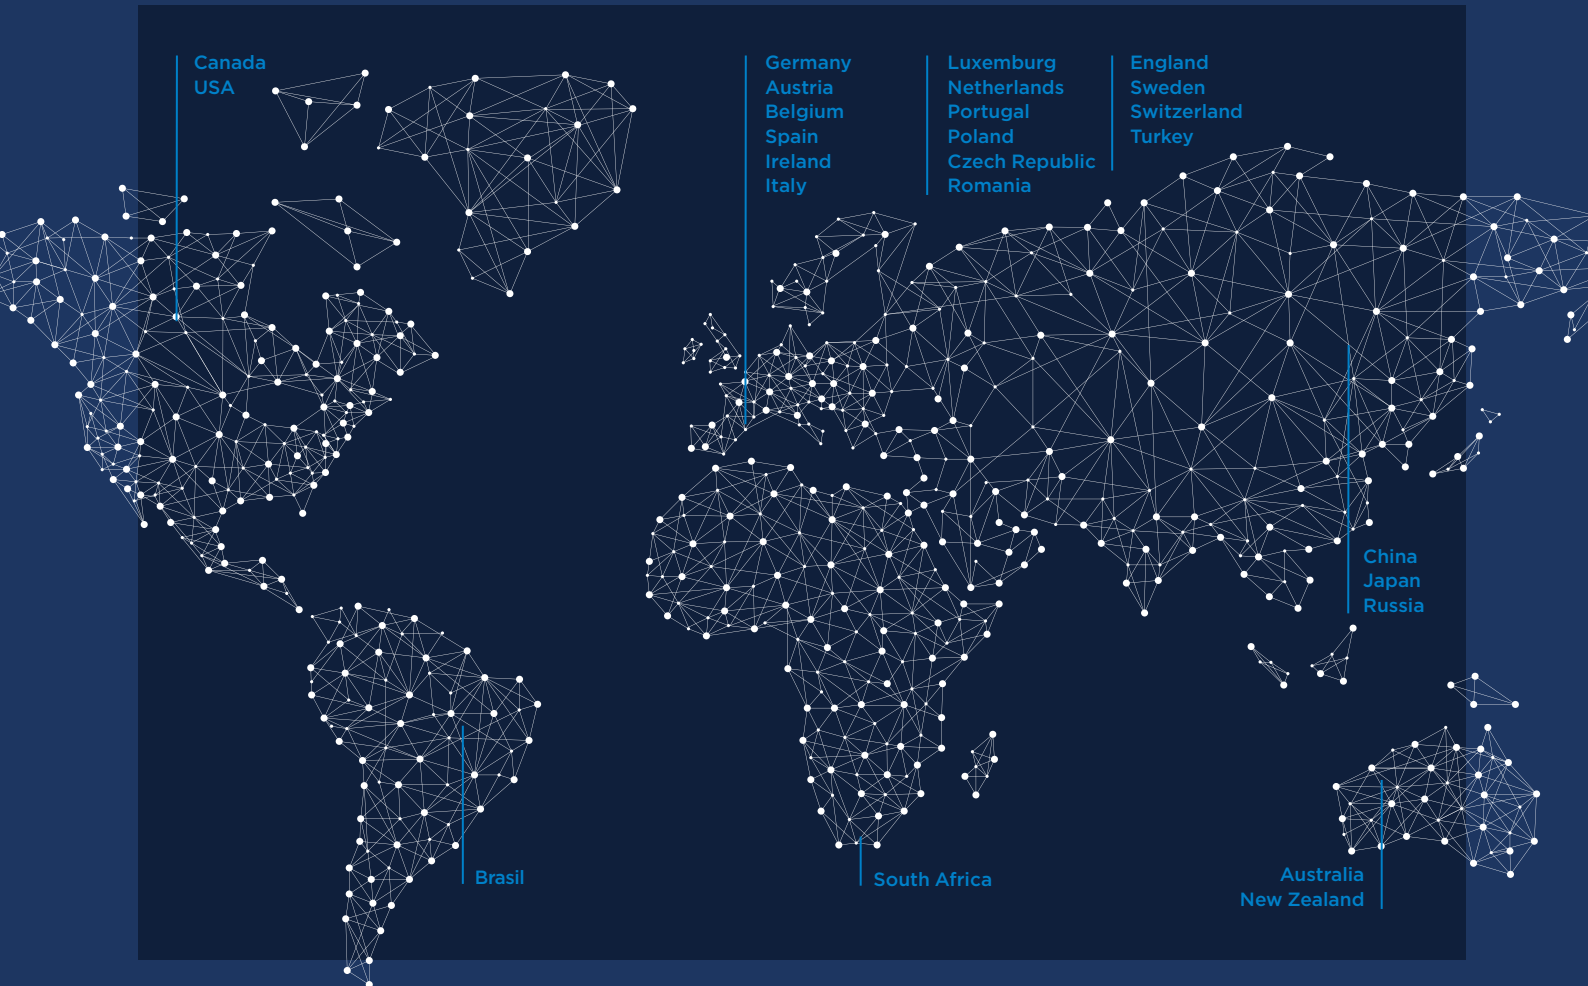 Canada
USA
Germany
Austria
Belgium
Spain
Ireland
Italy
Luxemburg
Netherlands
Portugal
Poland
Czech Republic
Romania
England
Sweden
Switzerland
Turkey
China
Japan
Russia
Brasil
South Africa
Australia
New Zealand